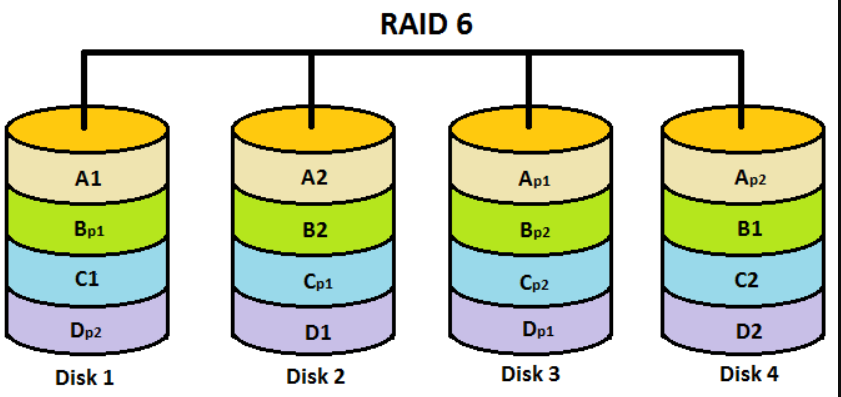 RAID 6
A1 A2 Ap1 Ap2
Bp1 B2 Bp2 B1
C1 Cp1 Cp2 C2
Dp2 D1 Dp1 D2
Disk 1 Disk 2 Disk 3 Disk 4